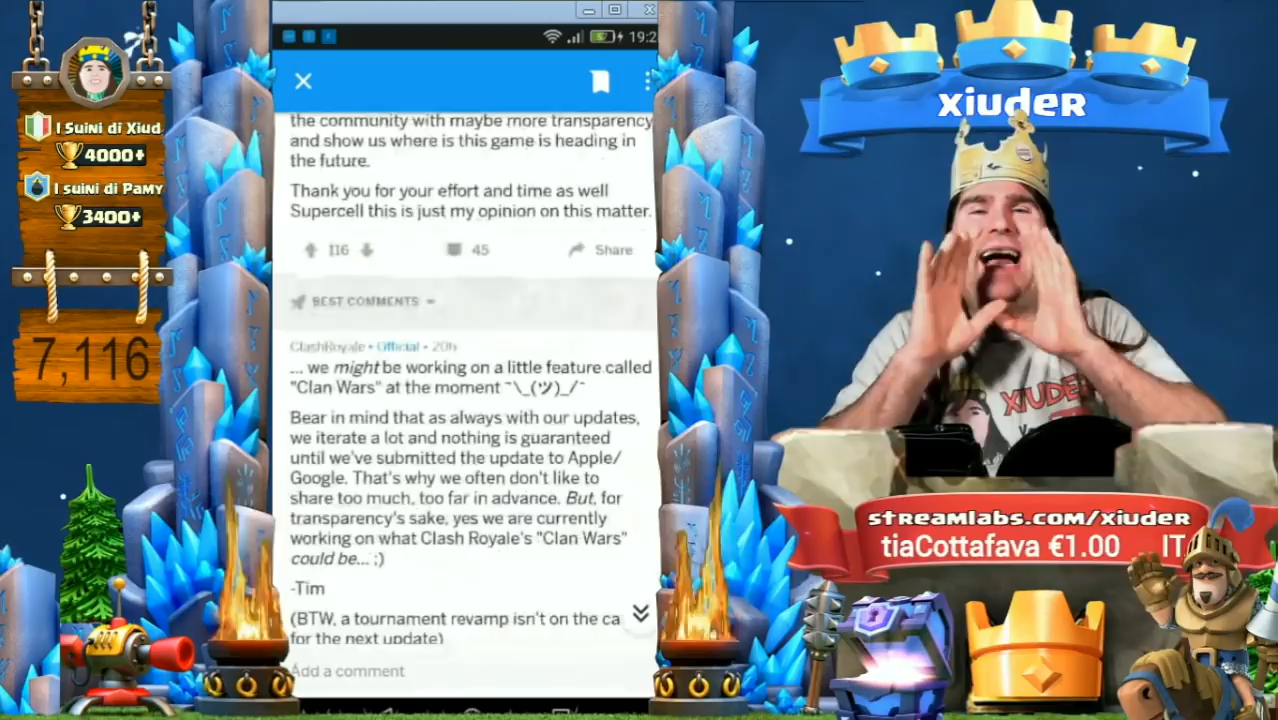 I Suini di Xiud
4000+
I suini di PaMY
3400+
7,116
19:2
the community with maybe more transparency
and show us where is this game is heading in
the future.
Thank you for your effort and time as well
Supercell this is just my opinion on this matter.
116
45
Share
BEST COMMENTS
ClashRoyale • Official • 20h
... we might be working on a little feature called
"Clan Wars" at the moment ¯\_(ツ)_/¯
Bear in mind that as always with our updates,
we iterate a lot and nothing is guaranteed
until we've submitted the update to Apple/
Google. That's why we often don't like to
share too much, too far in advance. But, for
transparency's sake, yes we are currently
working on what Clash Royale's "Clan Wars"
could be... ;)
-Tim
(BTW, a tournament revamp isn't on the ca
for the next update)
Add a comment
xiuder
XIUDER
streamlabs.com/xiuder
tiaCottafava €1.00 IT